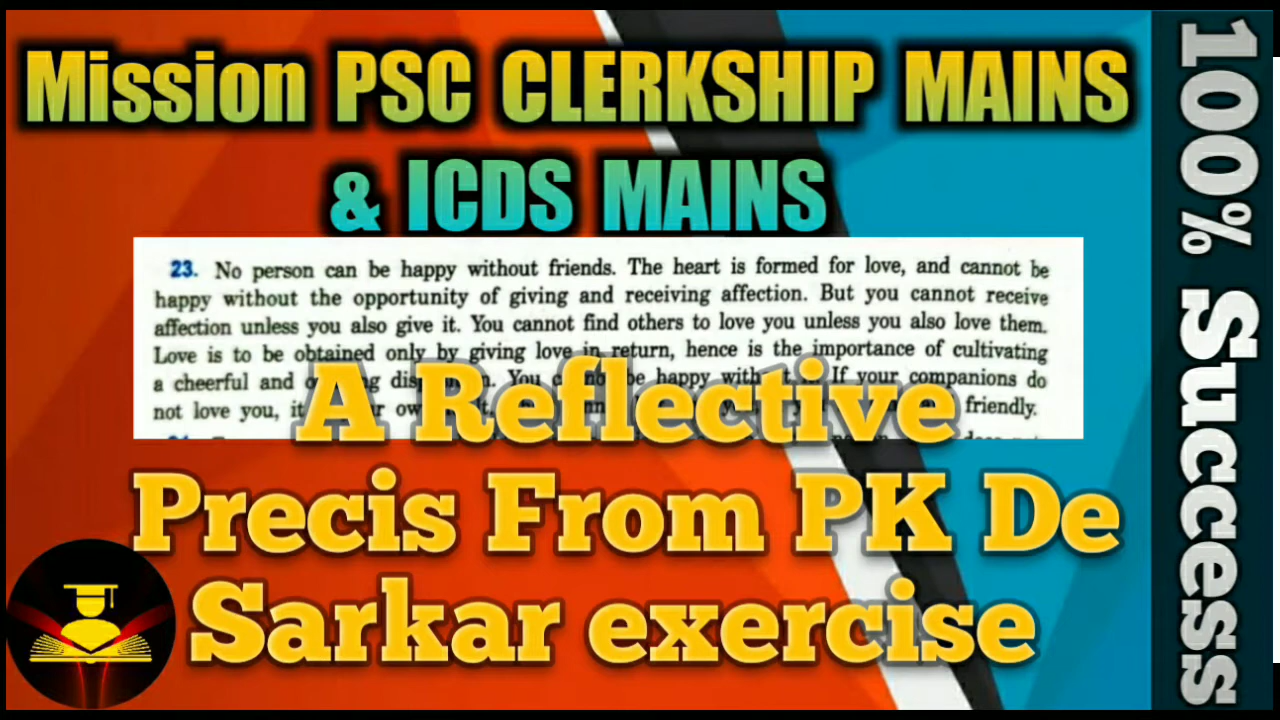 Mission PSC CLERKSHIP MAINS
& ICDS MAINS
23. No person can be happy without friends. The heart is formed for love, and cannot be
happy without the opportunity of giving and receiving affection. But you cannot receive
affection unless you also give it. You cannot find others to love you unless you also love them.
Love is to be obtained only by giving love in return, hence is the importance of cultivating
a cheerful and You be happy If your companions do
not love you, it friendly.
A Reflective
Precis From PK De
Sarkar exercise
100% Success